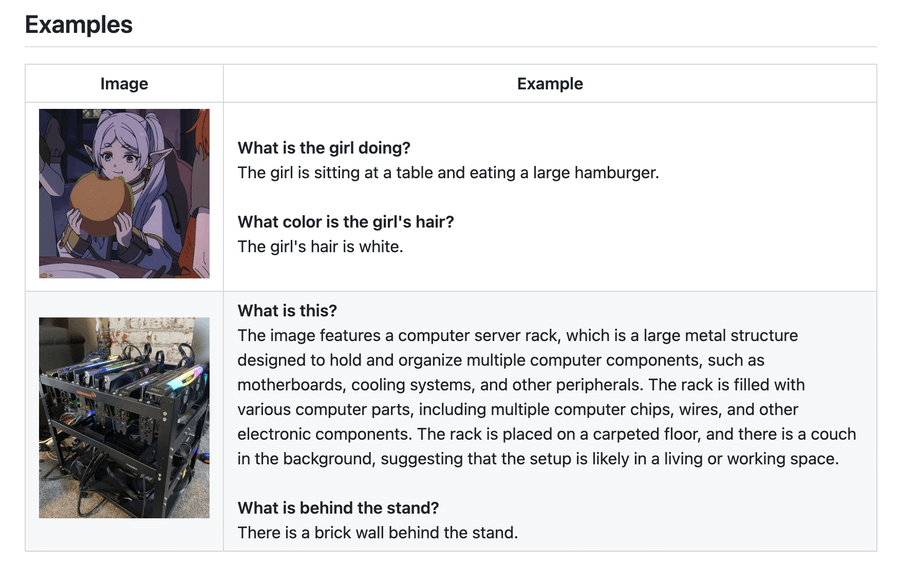 Examples
Image
Example
What is the girl doing?
The girl is sitting at a table and eating a large hamburger.
What color is the girl's hair?
The girl's hair is white.
What is this?
The image features a computer server rack, which is a large metal structure
designed to hold and organize multiple computer components, such as
motherboards, cooling systems, and other peripherals. The rack is filled with
various computer parts, including multiple computer chips, wires, and other
electronic components. The rack is placed on a carpeted floor, and there is a couch
in the background, suggesting that the setup is likely in a living or working space.
What is behind the stand?
There is a brick wall behind the stand.